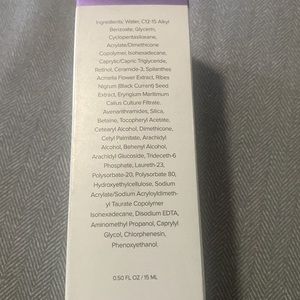 Ingredients: Water, C12-15 Alkyl
Benzoate, Glycerin,
Cyclopentasiloxane,
Acrylate/Dimethicone
Copolymer, Isohexadecane,
Caprylic/Capric Triglyceride,
Retinol, Ceramide-3, Spilanthes
Acmella Flower Extract, Ribes
Nigrum (Black Currant) Seed
Extract, Eryngium Maritimum
Callus Culture Filtrate,
Avenanthramides, Silica,
Betaine, Tocopheryl Acetate,
Cetearyl Alcohol, Dimethicone,
Cetyl Palmitate, Arachidyl
Alcohol, Behenyl Alcohol,
Arachidyl Glucoside, Trideceth-6
Phosphate, Laureth-23,
Polysorbate-20, Polysorbate 80,
Hydroxyethylcellulose, Sodium
Acrylate/Sodium Acryloyldimeth-
yl Taurate Copolymer
Isohexadecane, Disodium EDTA,
Aminomethyl Propanol, Caprylyl
Glycol, Chlorphenesin,
Phenoxyethanol.
0.50 FL OZ / 15 ML